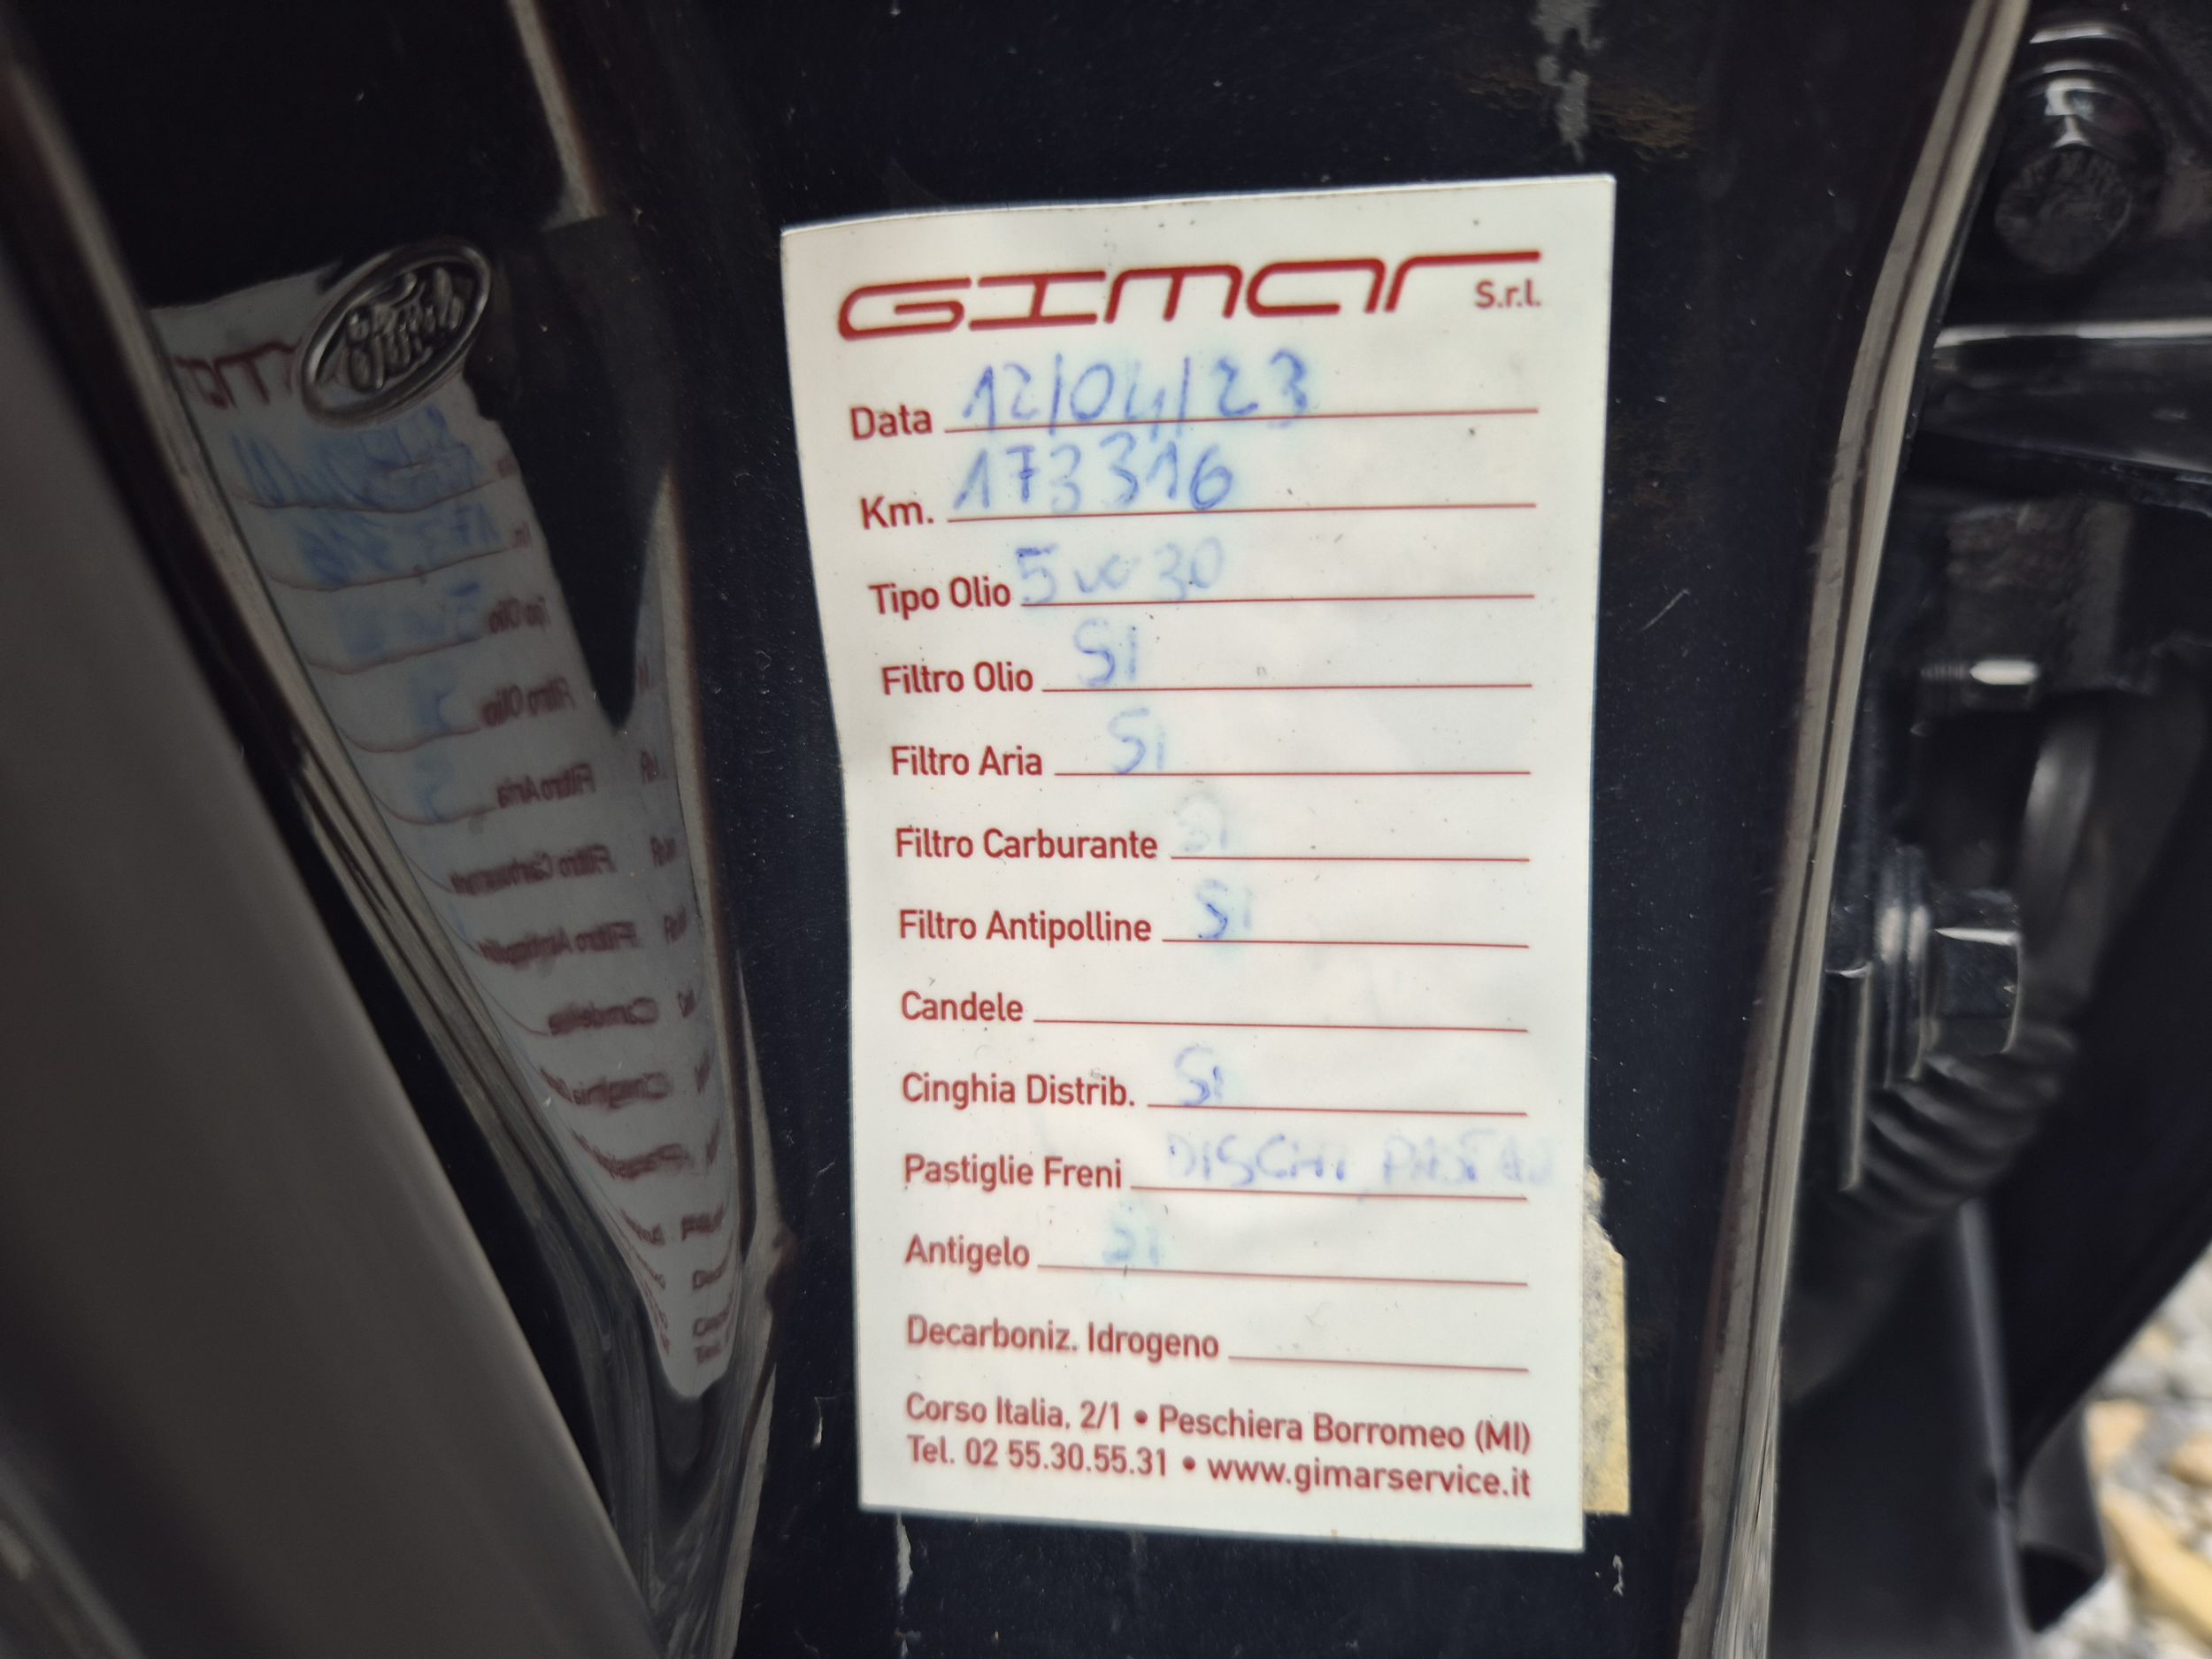 GIMAR S.r.l.
Data 12/04/23
Km. 173316
Tipo Olio 5w30
Filtro Olio Si
Filtro Aria Si
Filtro Carburante Si
Filtro Antipolline Si
Candele
Cinghia Distrib. Si
Pastiglie Freni DISCHI
Antigelo Si
Decarboniz. Idrogeno
Corso Italia, 2/1 • Peschiera Borromeo (MI)
Tel. 02 55.30.55.31 • www.gimarservice.it